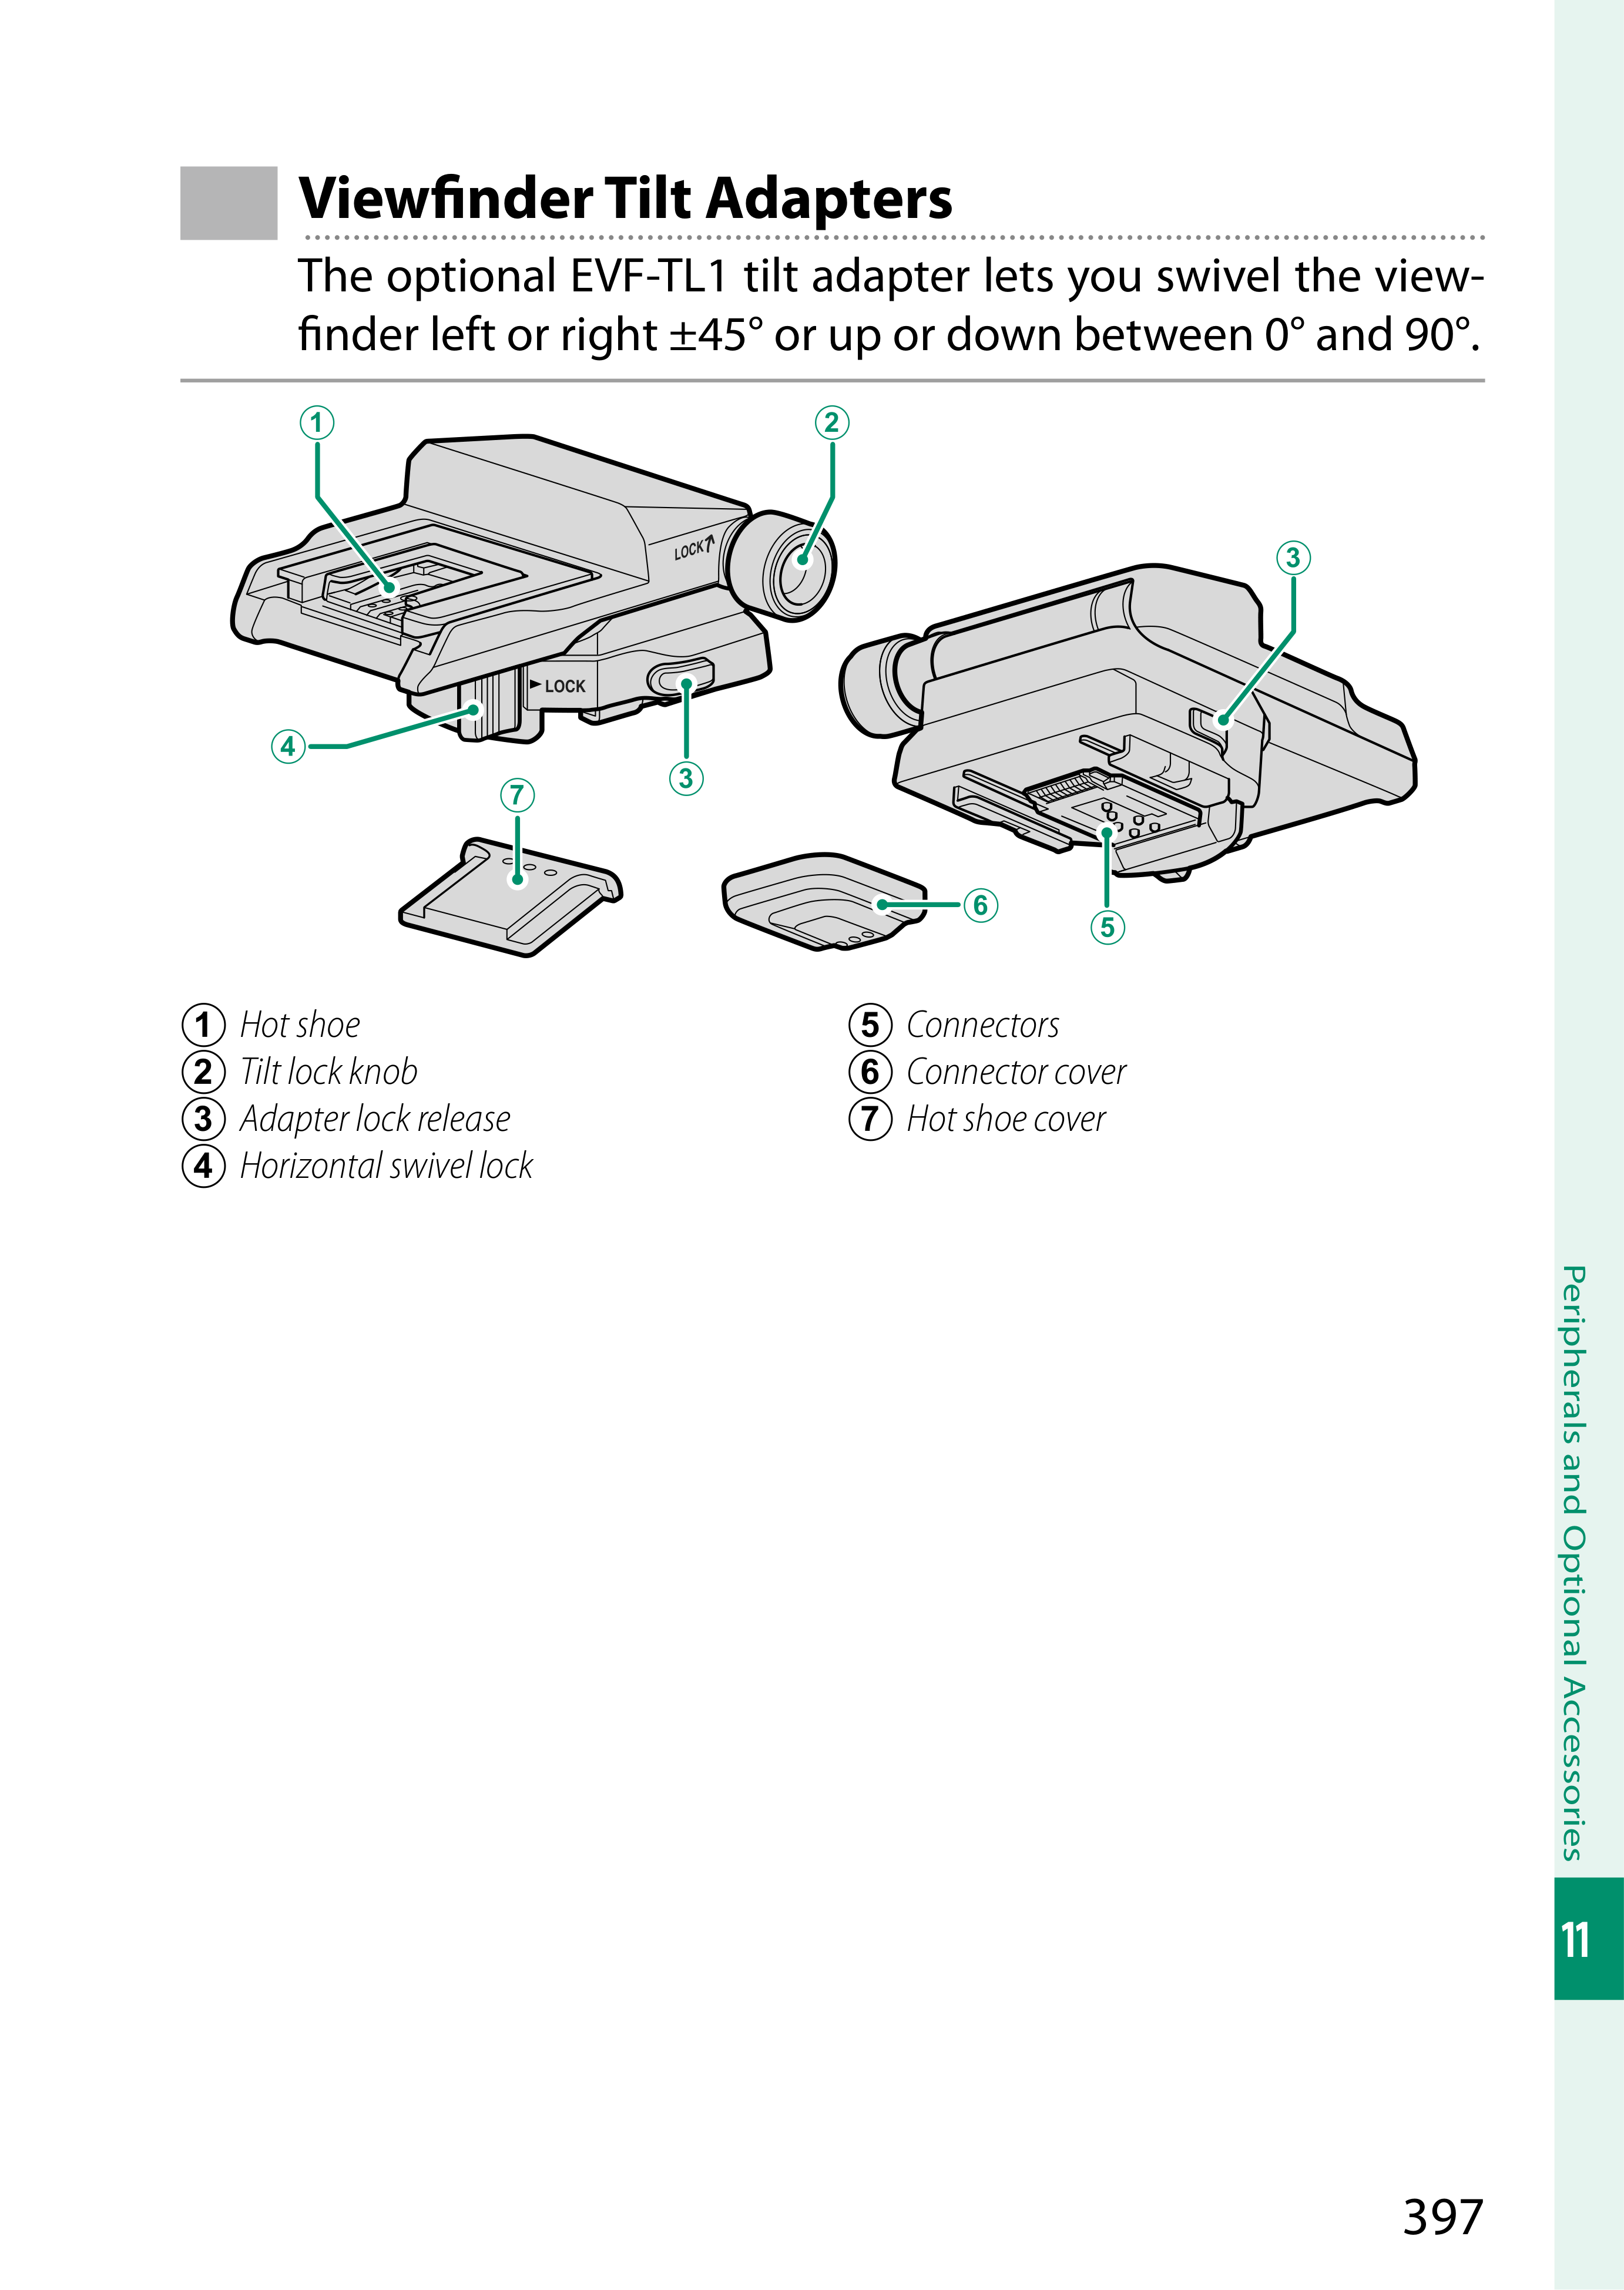 Viewfinder Tilt Adapters
The optional EVF-TL1 tilt adapter lets you swivel the view-
finder left or right ±45° or up or down between 0° and 90°.
1
2
LOCK
3
LOCK
4
3
7
6
5
1 Hot shoe
2 Tilt lock knob
3 Adapter lock release
4 Horizontal swivel lock
5 Connectors
6 Connector cover
7 Hot shoe cover
Peripherals and Optional Accessories
11
397